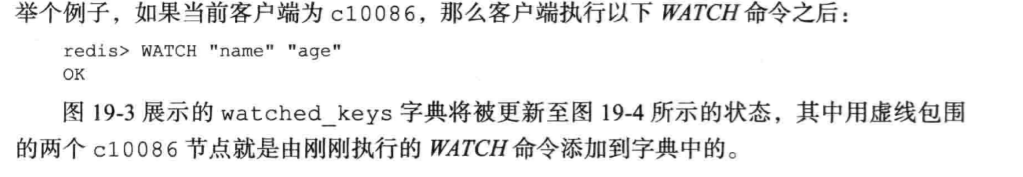 举个例子，如果当前客户端为 c10086，那么客户端执行以下 WATCH 命令之后：
redis> WATCH "name" "age"
OK
图 19-3 展示的 watched_keys 字典将被更新至图 19-4 所示的状态，其中用虚线包围
的两个 c10086 节点就是由刚刚执行的 WATCH 命令添加到字典中的。